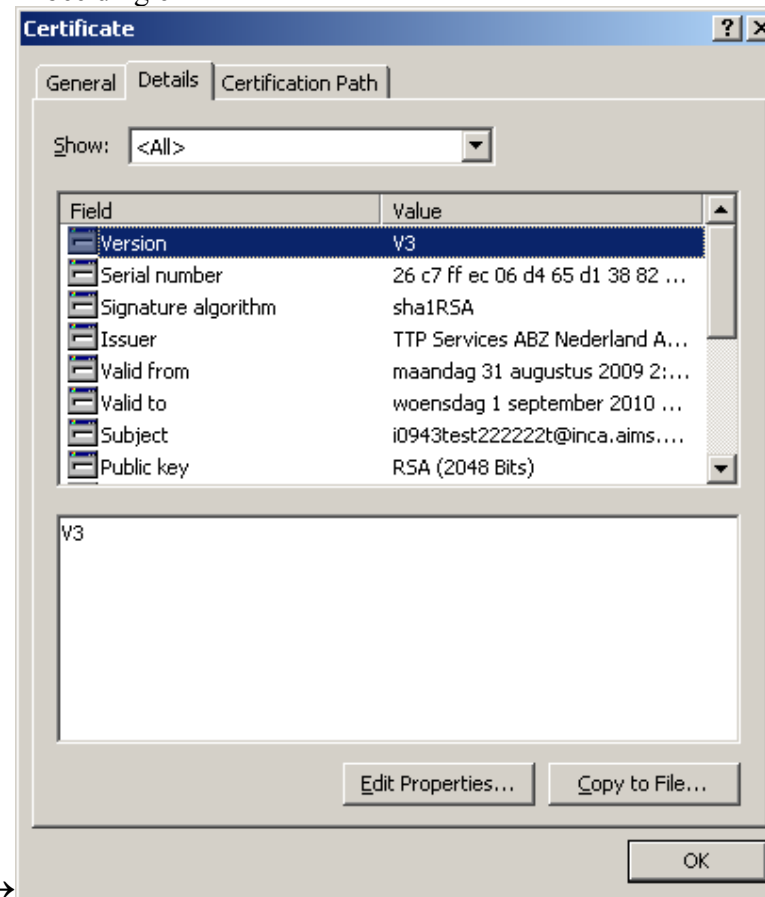 Certificate
General Details Certification Path
Show: <All>
Field Value
Version V3
Serial number 26 c7 ff ec 06 d4 65 d1 38 82 ...
Signature algorithm sha1RSA
Issuer TTP Services ABZ Nederland A...
Valid from maandag 31 augustus 2009 2:...
Valid to woensdag 1 september 2010 ...
Subject i0943test222222t@inca.aims....
Public key RSA (2048 Bits)
V3
Edit Properties... Copy to File...
OK